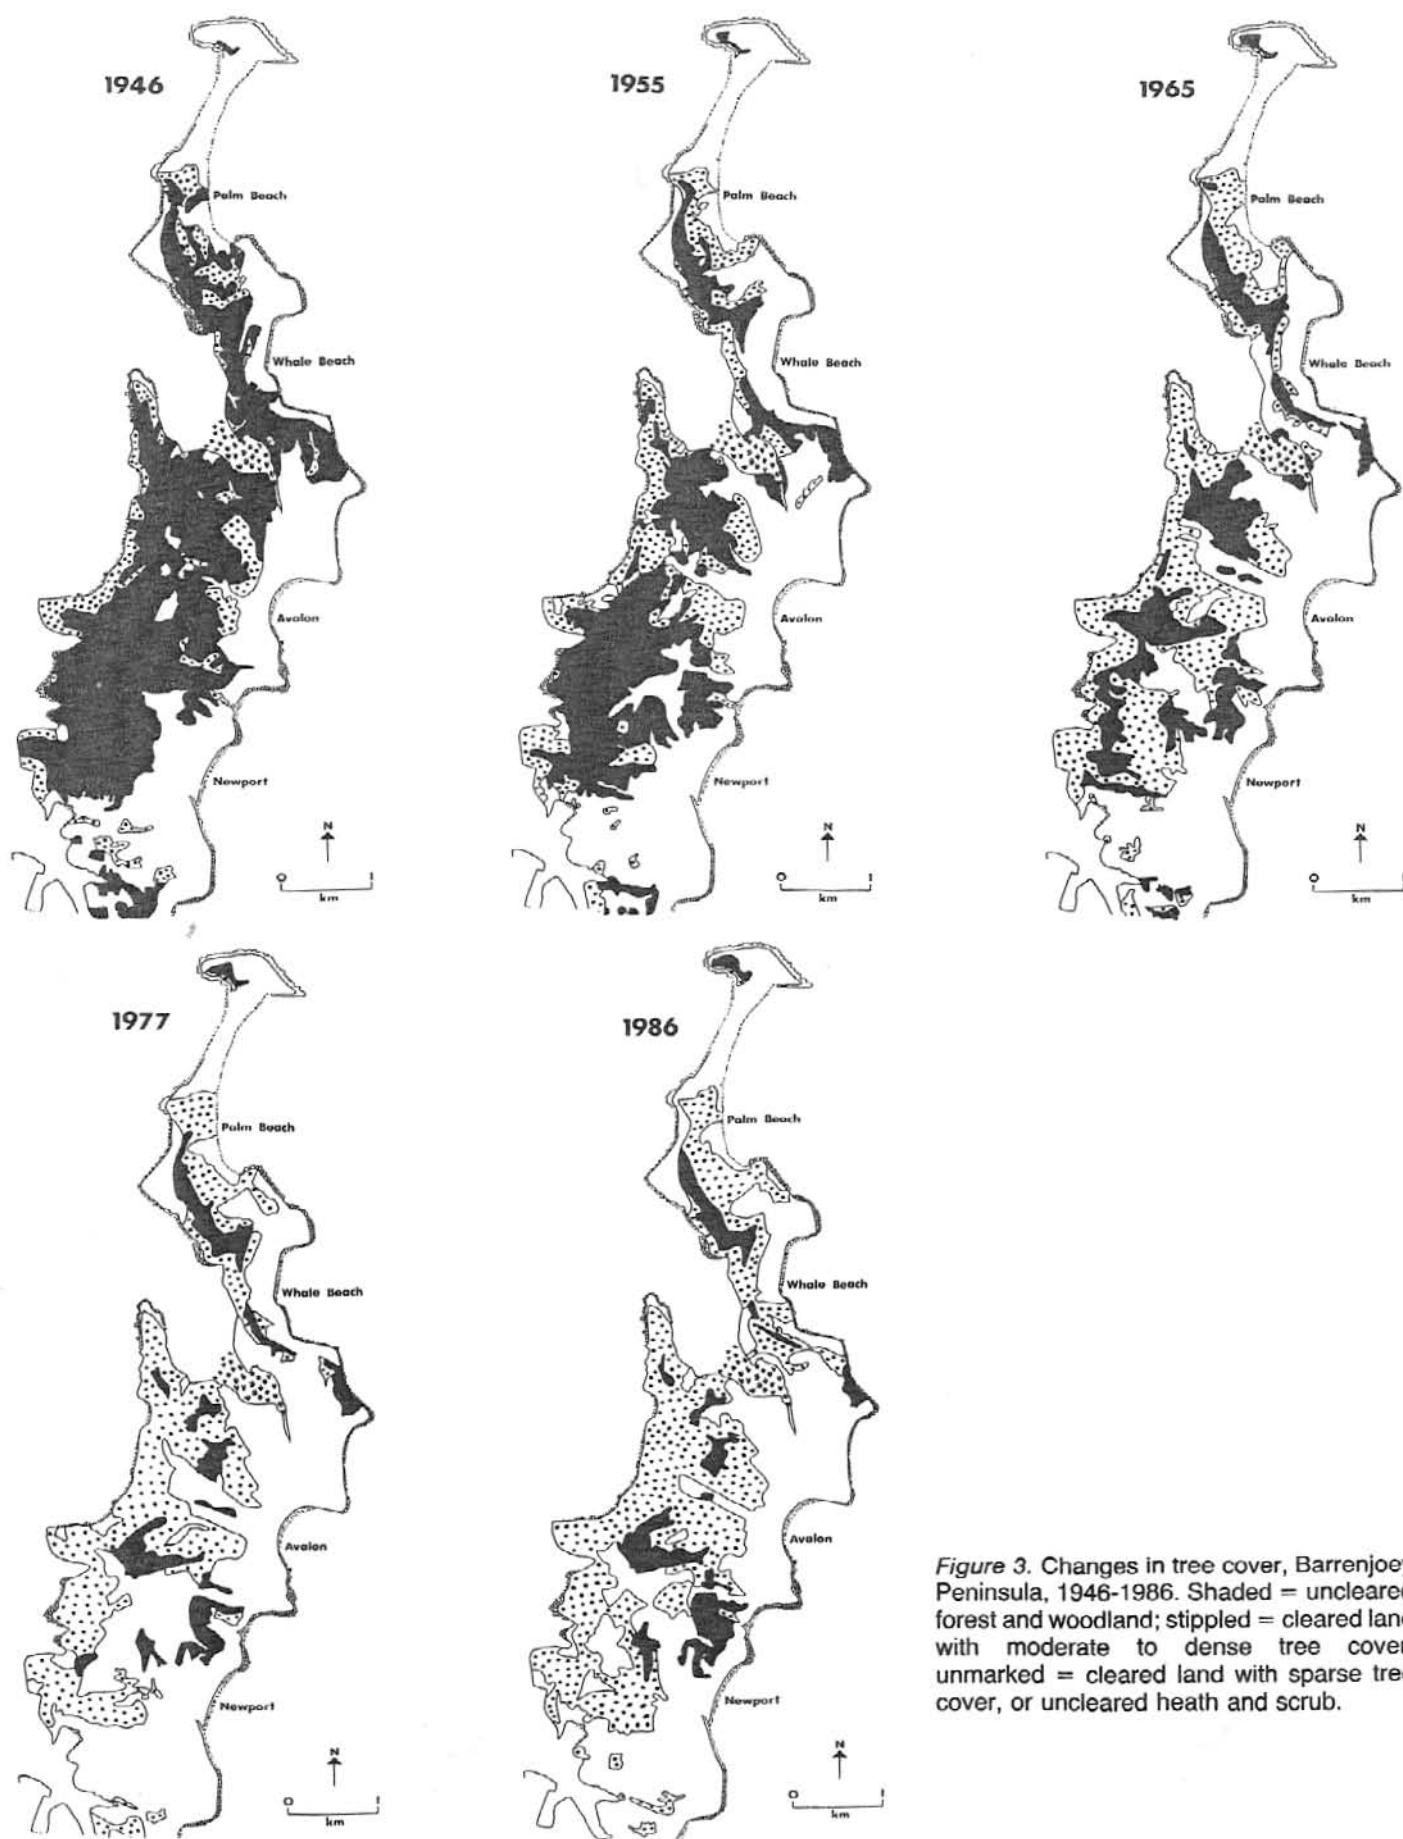 1946
Palm Beach
Whale Beach
Avalon
Newport
N
0 1
km
1955
Palm Beach
Whale Beach
Avalon
Newport
N
0 1
km
1965
Palm Beach
Whale Beach
Avalon
Newport
N
0 1
km
1977
Palm Beach
Whale Beach
Avalon
Newport
N
0 1
km
1986
Palm Beach
Whale Beach
Avalon
Newport
N
0 1
km
Figure 3. Changes in tree cover, Barrenjoey
Peninsula, 1946-1986. Shaded = uncleared
forest and woodland; stippled = cleared land
with moderate to dense tree cover
unmarked = cleared land with sparse tree
cover, or uncleared heath and scrub.